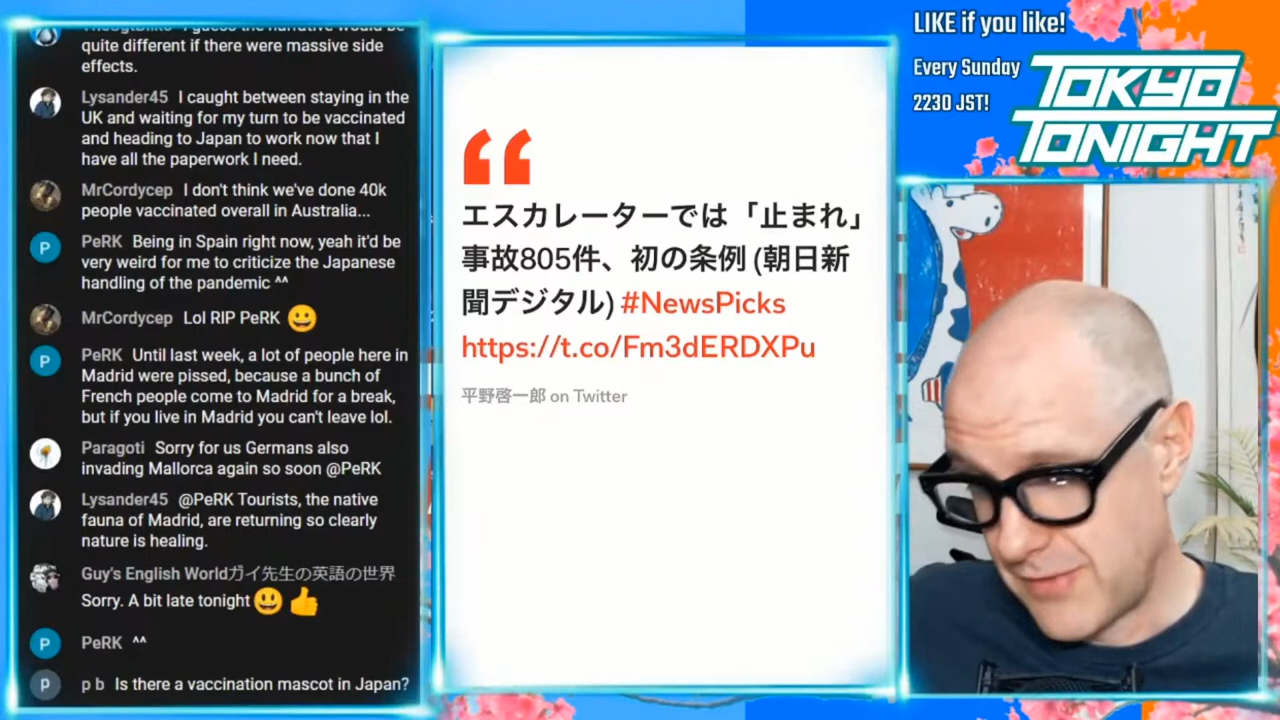 quite different if there were massive side
effects.
Lysander45 I caught between staying in the
UK and waiting for my turn to be vaccinated
and heading to Japan to work now that I
have all the paperwork I need.
MrCordycep I don't think we've done 40k
people vaccinated overall in Australia...
P
PeRK Being in Spain right now, yeah it'd be
very weird for me to criticize the Japanese
handling of the pandemic ^^
MrCordycep Lol RIP PeRK 😀
P
PeRK Until last week, a lot of people here in
Madrid were pissed, because a bunch of
French people come to Madrid for a break,
but if you live in Madrid you can't leave lol.
Paragoti Sorry for us Germans also
invading Mallorca again so soon @PeRK
Lysander45 @PeRK Tourists, the native
fauna of Madrid, are returning so clearly
nature is healing.
Guy's English Worldガイ先生の英語の世界
Sorry. A bit late tonight 😃 👍
P
PeRK ^^
p
p b Is there a vaccination mascot in Japan?
“
エスカレーターでは「止まれ」
事故805件、初の条例 (朝日新
聞デジタル) #NewsPicks
https://t.co/Fm3dERDXPu
平野啓一郎 on Twitter
LIKE if you like!
Every Sunday
2230 JST!
TOKYO
TONIGHT